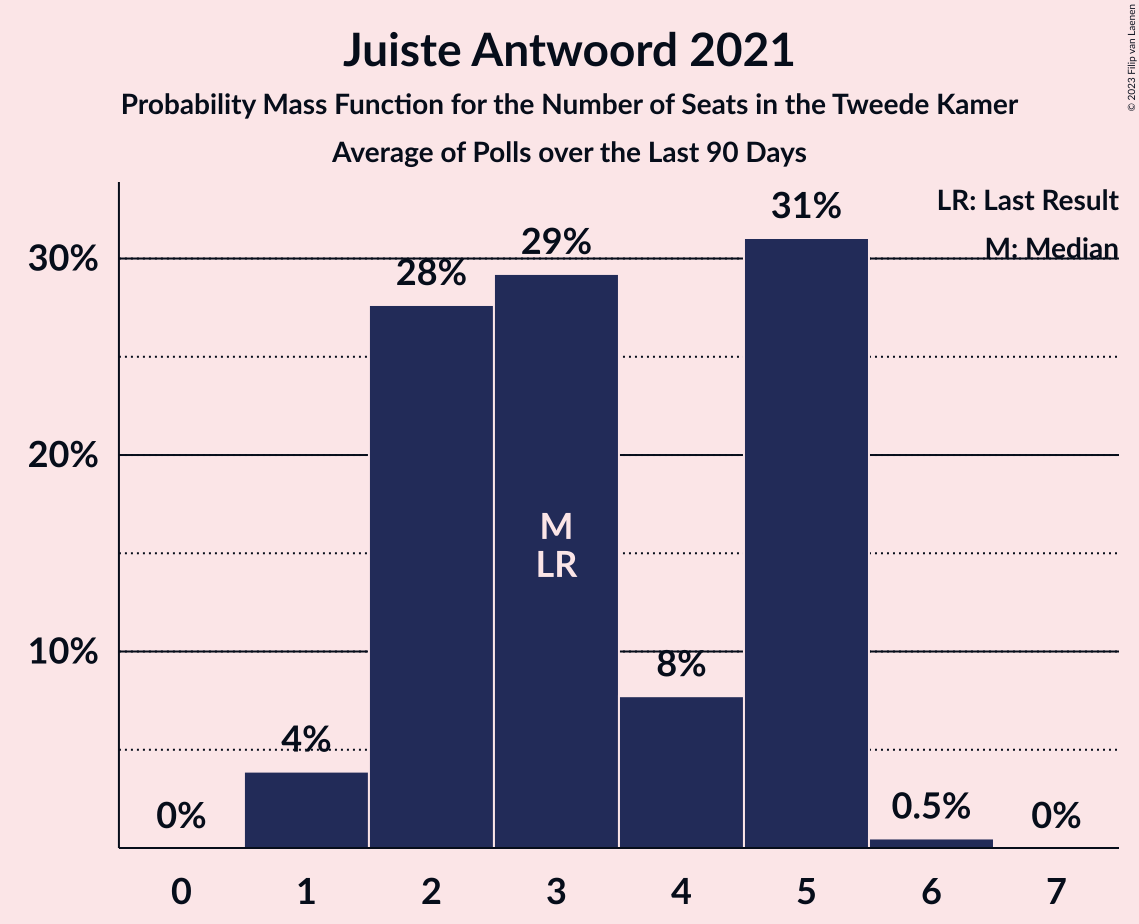 Juiste Antwoord 2021
Probability Mass Function for the Number of Seats in the Tweede Kamer
Average of Polls over the Last 90 Days
© 2023 Filip van Laenen
LR: Last Result
M: Median
30%
20%
10%
0%
4%
28%
29%
8%
31%
0.5%
0%
M
LR
0 1 2 3 4 5 6 7